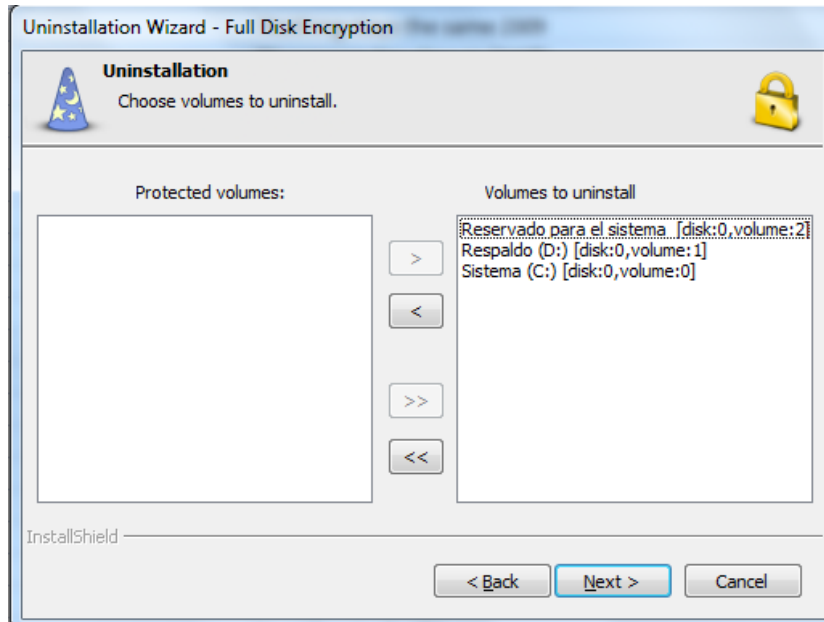 Uninstallation Wizard - Full Disk Encryption
Uninstallation
Choose volumes to uninstall.
Protected volumes:
Volumes to uninstall
Reservado para el sistema [disk:0,volume:2]
Respaldo (D:) [disk:0,volume:1]
Sistema (C:) [disk:0,volume:0]
>
<
>>
<<
InstallShield
< Back
Next >
Cancel